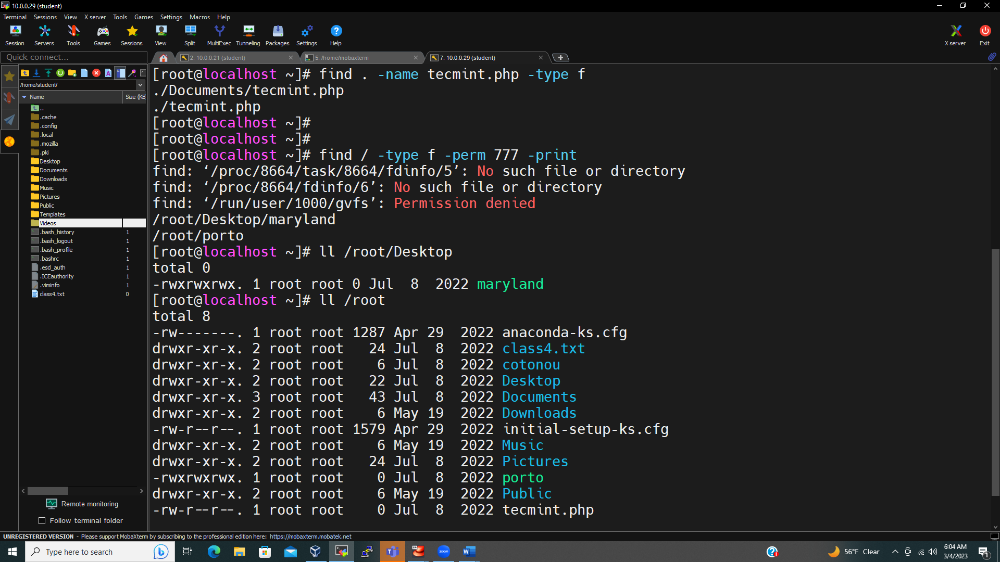 10.0.0.29 (student)
Terminal Sessions View X server Tools Games Settings Macros Help
Session Servers Tools Games Sessions View Split MultiExec Tunneling Packages Settings Help X server Exit
Quick connect...
2. 10.0.0.21 (student)
5. /home/mobaxterm
7. 10.0.0.29 (student)
/home/student/
Name Size (KB
..
.cache
.config
.local
.mozilla
.pki
Desktop
Documents
Downloads
Music
Pictures
Public
Templates
Videos
.bash_history 1
.bash_logout 1
.bash_profile 1
.bashrc 1
.esd_auth 1
.ICEauthority 1
.viminfo 1
class4.txt 0
Remote monitoring
Follow terminal folder
[root@localhost ~]# find . -name tecmint.php -type f
./Documents/tecmint.php
./tecmint.php
[root@localhost ~]#
[root@localhost ~]#
[root@localhost ~]# find / -type f -perm 777 -print
find: ‘/proc/8664/task/8664/fdinfo/5’: No such file or directory
find: ‘/proc/8664/fdinfo/6’: No such file or directory
find: ‘/run/user/1000/gvfs’: Permission denied
/root/Desktop/maryland
/root/porto
[root@localhost ~]# ll /root/Desktop
total 0
-rwxrwxrwx. 1 root root 0 Jul  8  2022 maryland
[root@localhost ~]# ll /root
total 8
-rw-------. 1 root root 1287 Apr 29  2022 anaconda-ks.cfg
drwxr-xr-x. 2 root root   24 Jul  8  2022 class4.txt
drwxr-xr-x. 2 root root    6 Jul  8  2022 cotonou
drwxr-xr-x. 2 root root   22 Jul  8  2022 Desktop
drwxr-xr-x. 3 root root   43 Jul  8  2022 Documents
drwxr-xr-x. 2 root root    6 May 19  2022 Downloads
-rw-r--r--. 1 root root 1579 Apr 29  2022 initial-setup-ks.cfg
drwxr-xr-x. 2 root root    6 May 19  2022 Music
drwxr-xr-x. 2 root root   24 Jul  8  2022 Pictures
-rwxrwxrwx. 1 root root    0 Jul  8  2022 porto
drwxr-xr-x. 2 root root    6 May 19  2022 Public
-rw-r--r--. 1 root root    0 Jul  8  2022 tecmint.php
UNREGISTERED VERSION - Please support MobaXterm by subscribing to the professional edition here: https://mobaxterm.mobatek.net
Type here to search
zoom
56°F Clear
6:04 AM
3/4/2023
1